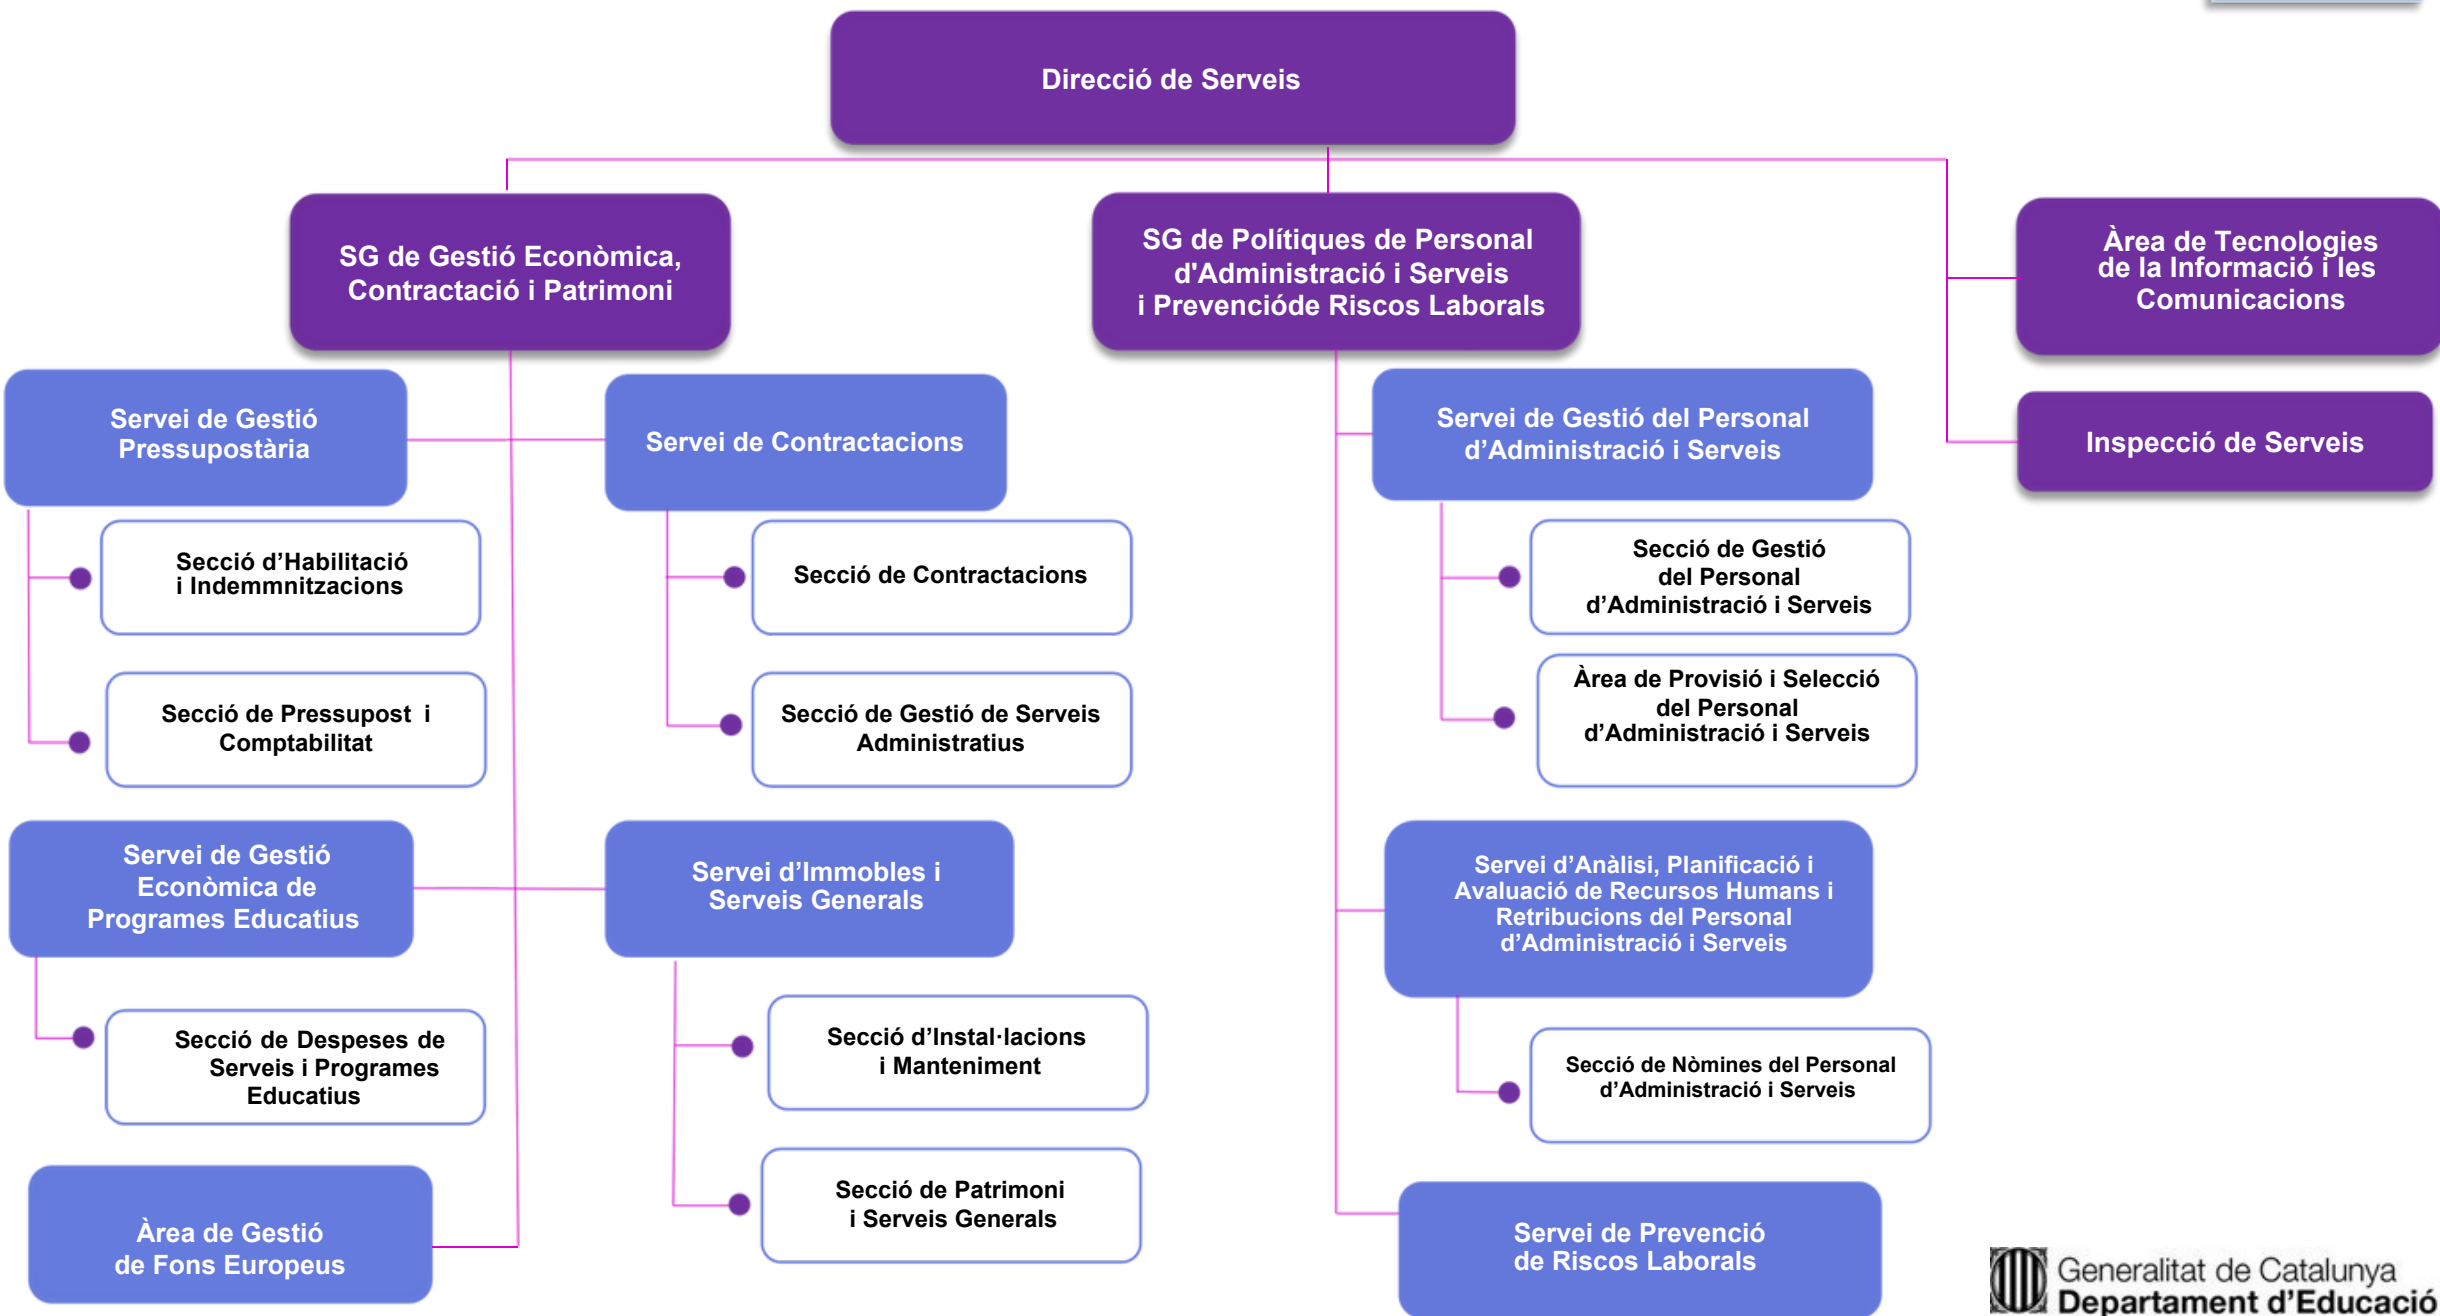 Direcció de Serveis
SG de Gestió Econòmica,
Contractació i Patrimoni
SG de Polítiques de Personal
d'Administració i Serveis
i Prevencióde Riscos Laborals
Àrea de Tecnologies
de la Informació i les
Comunicacions
Inspecció de Serveis
Servei de Gestió
Pressupostària
Secció d’Habilitació
i Indemmnitzacions
Secció de Pressupost i
Comptabilitat
Servei de Contractacions
Secció de Contractacions
Secció de Gestió de Serveis
Administratius
Servei de Gestió
Econòmica de
Programes Educatius
Secció de Despeses de
Serveis i Programes
Educatius
Servei d’Immobles i
Serveis Generals
Secció d’Instal·lacions
i Manteniment
Secció de Patrimoni
i Serveis Generals
Àrea de Gestió
de Fons Europeus
Servei de Gestió del Personal
d’Administració i Serveis
Secció de Gestió
del Personal
d’Administració i Serveis
Àrea de Provisió i Selecció
del Personal
d’Administració i Serveis
Servei d’Anàlisi, Planificació i
Avaluació de Recursos Humans i
Retribucions del Personal
d’Administració i Serveis
Secció de Nòmines del Personal
d’Administració i Serveis
Servei de Prevenció
de Riscos Laborals
Generalitat de Catalunya
Departament d'Educació